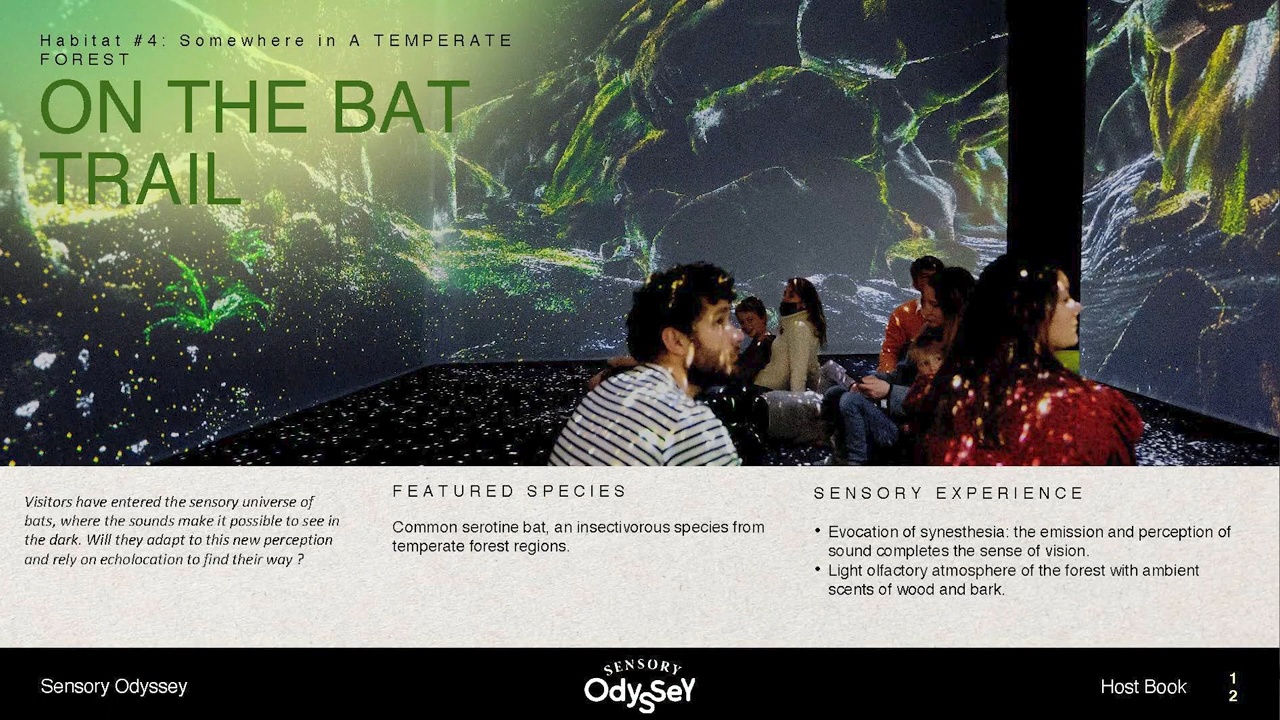 Habitat #4: Somewhere in A TEMPERATE
FOREST
ON THE BAT
TRAIL
Visitors have entered the sensory universe of
bats, where the sounds make it possible to see in
the dark. Will they adapt to this new perception
and rely on echolocation to find their way ?
FEATURED SPECIES
Common serotine bat, an insectivorous species from
temperate forest regions.
SENSORY EXPERIENCE
• Evocation of synesthesia: the emission and perception of
sound completes the sense of vision.
• Light olfactory atmosphere of the forest with ambient
scents of wood and bark.
Sensory Odyssey
SENSORY
OdySSeY
Host Book
1
2